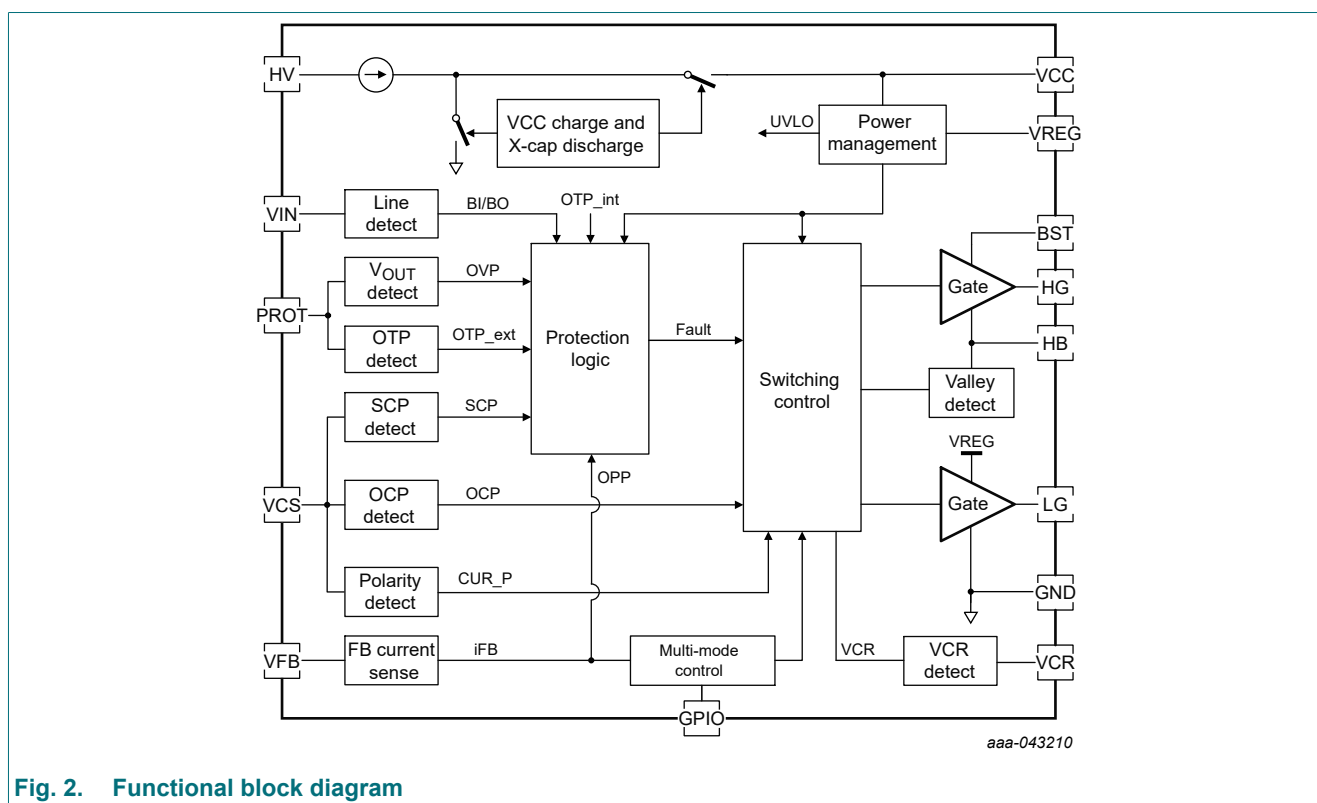 HV
VCC
VCC charge and
X-cap discharge
UVLO
Power
management
VREG
VIN
Line
detect
BI/BO
OTP_int
BST
PROT
VOUT
detect
OVP
OTP
detect
OTP_ext
Protection
logic
Fault
Switching
control
Gate
HG
HB
Valley
detect
SCP
detect
SCP
VREG
OPP
VCS
OCP
detect
OCP
Gate
LG
Polarity
detect
CUR_P
GND
VFB
FB current
sense
iFB
Multi-mode
control
VCR
VCR
detect
VCR
GPIO
aaa-043210
Fig. 2. Functional block diagram